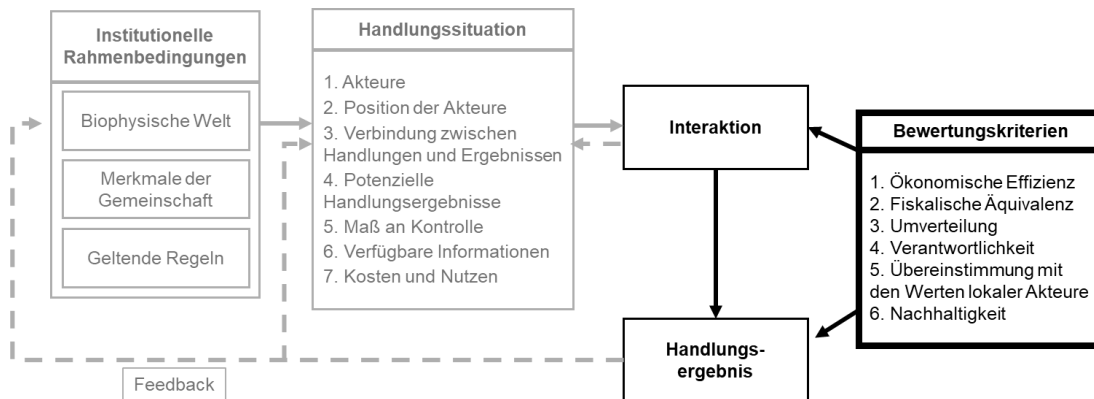 Institutionelle
Rahmenbedingungen
Biophysische Welt
Merkmale der
Gemeinschaft
Geltende Regeln
Handlungssituation
1. Akteure
2. Position der Akteure
3. Verbindung zwischen
Handlungen und Ergebnissen
4. Potenzielle
Handlungsergebnisse
5. Maß an Kontrolle
6. Verfügbare Informationen
7. Kosten und Nutzen
Interaktion
Bewertungskriterien
1. Ökonomische Effizienz
2. Fiskalische Äquivalenz
3. Umverteilung
4. Verantwortlichkeit
5. Übereinstimmung mit
den Werten lokaler Akteure
6. Nachhaltigkeit
Handlungs-
ergebnis
Feedback